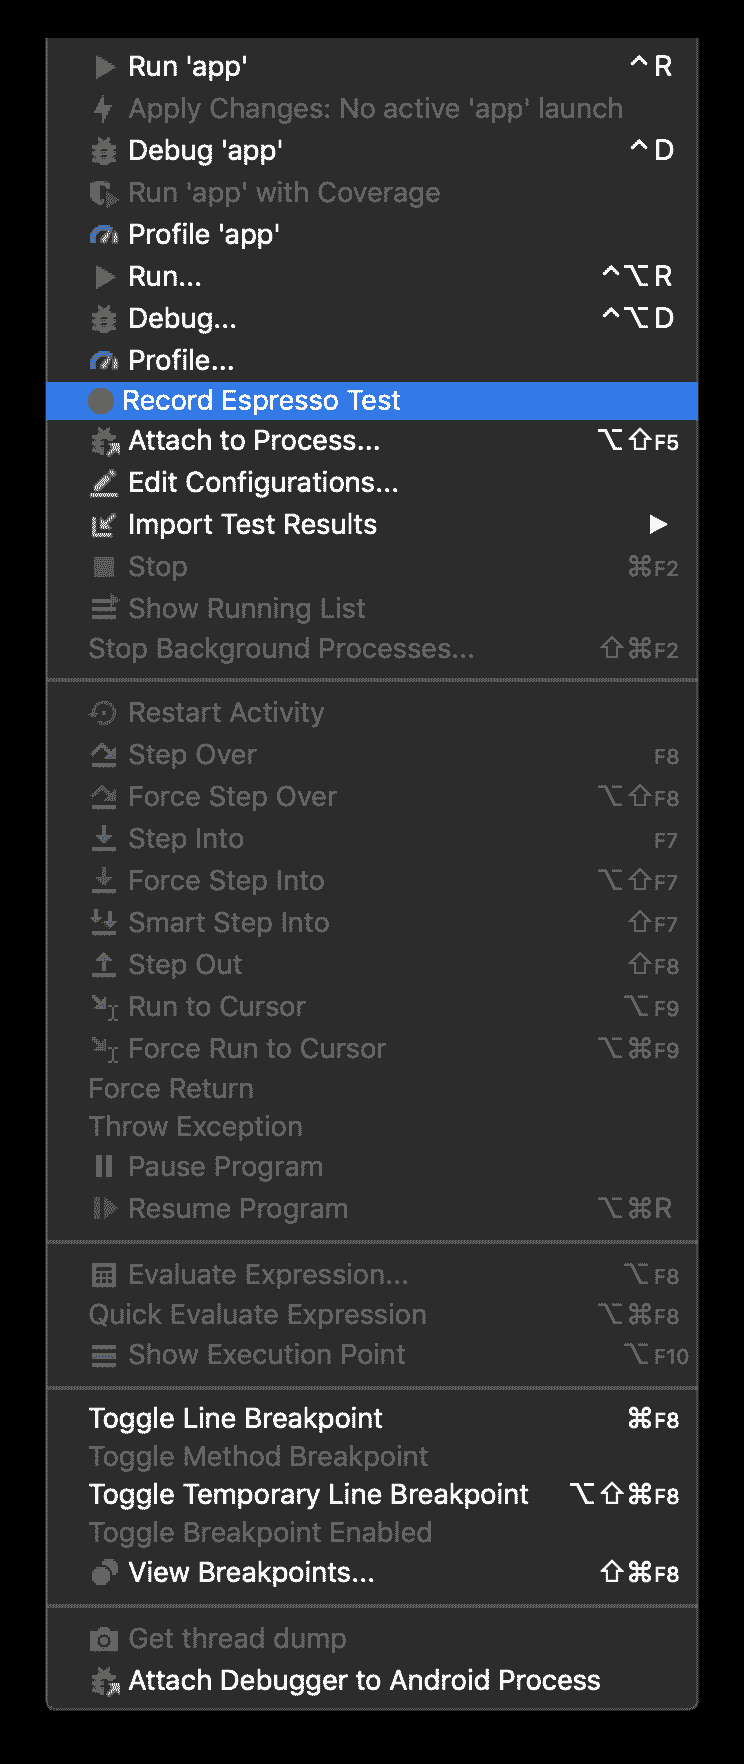 Run 'app' ^ R
Apply Changes: No active 'app' launch
Debug 'app' ^ D
Run 'app' with Coverage
Profile 'app'
Run... ^⌥ R
Debug... ^⌥ D
Profile...
Record Espresso Test
Attach to Process... ⌥⇧F5
Edit Configurations...
Import Test Results ▶
Stop ⌘F2
Show Running List
Stop Background Processes... ⇧⌘F2
Restart Activity
Step Over F8
Force Step Over ⌥⇧F8
Step Into F7
Force Step Into ⌥⇧F7
Smart Step Into ⇧F7
Step Out ⇧F8
Run to Cursor ⌥F9
Force Run to Cursor ⌥⌘F9
Force Return
Throw Exception
Pause Program
Resume Program ⌥⌘R
Evaluate Expression... ⌥F8
Quick Evaluate Expression ⌥⌘F8
Show Execution Point ⌥F10
Toggle Line Breakpoint ⌘F8
Toggle Method Breakpoint
Toggle Temporary Line Breakpoint ⌥⇧⌘F8
Toggle Breakpoint Enabled
View Breakpoints... ⇧⌘F8
Get thread dump
Attach Debugger to Android Process